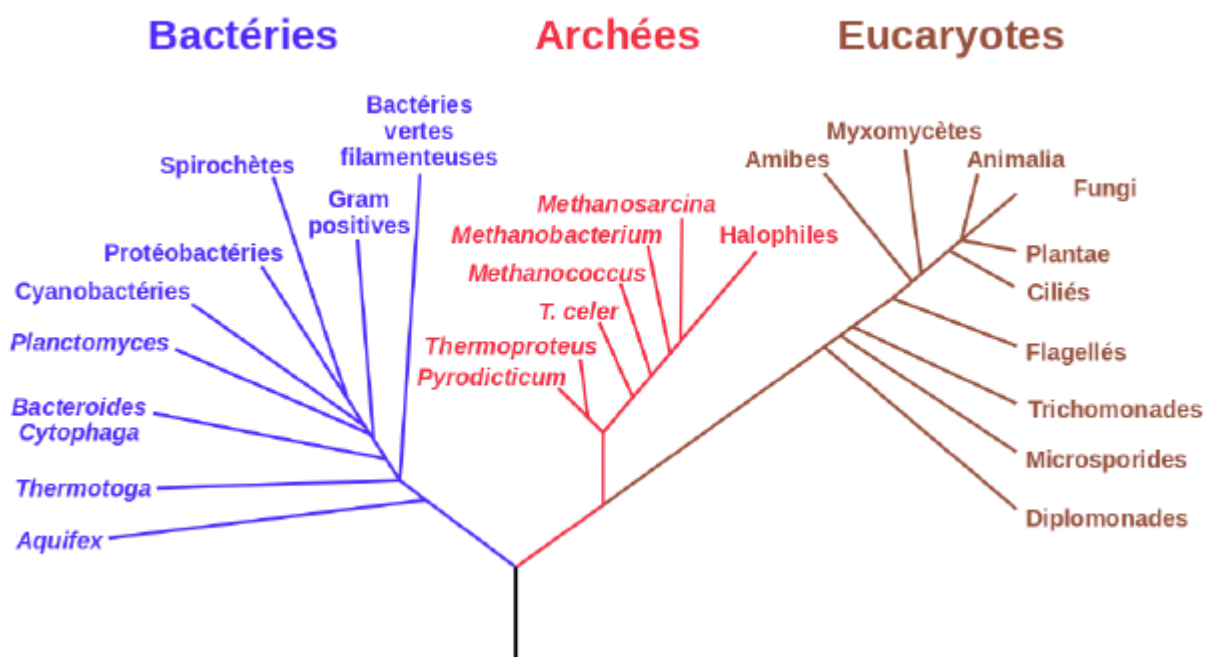 Bactéries
Archées
Eucaryotes
Bactéries
vertes
filamenteuses
Spirochètes
Gram
positives
Protéobactéries
Cyanobactéries
Planctomyces
Bacteroides
Cytophaga
Thermotoga
Aquifex
Methanosarcina
Methanobacterium
Halophiles
Methanococcus
T. celer
Thermoproteus
Pyrodicticum
Myxomycètes
Amibes
Animalia
Fungi
Plantae
Ciliés
Flagellés
Trichomonades
Microsporides
Diplomonades